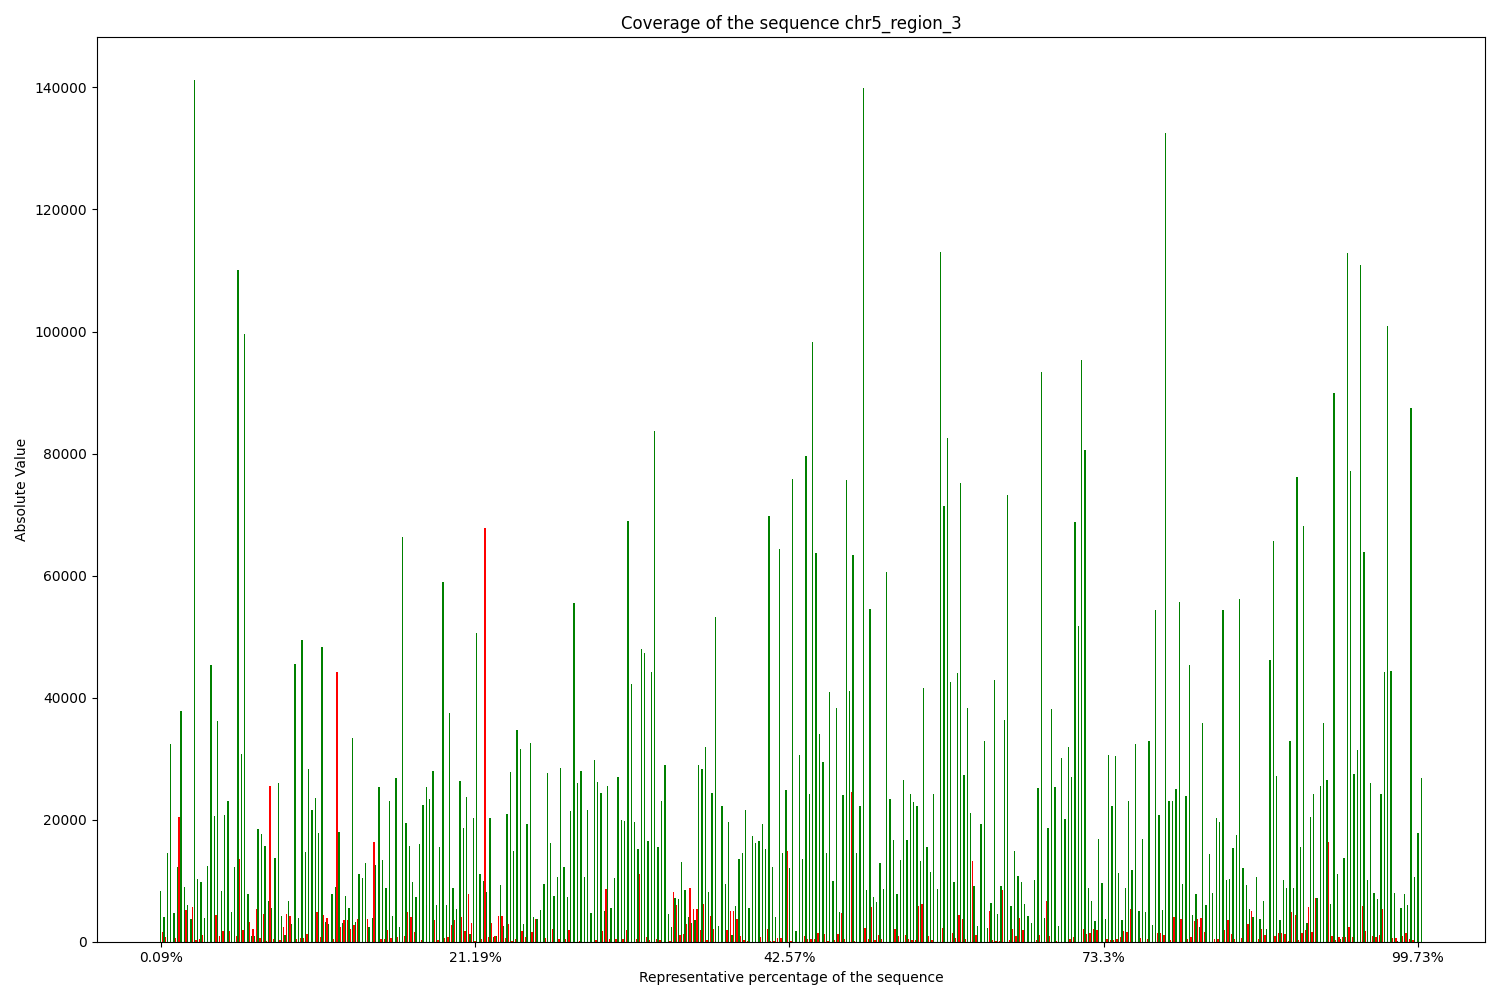 Coverage of the sequence chr5_region_3
140000
120000
100000
80000
60000
40000
20000
0
Absolute Value
0.09% 21.19% 42.57% 73.3% 99.73%
Representative percentage of the sequence